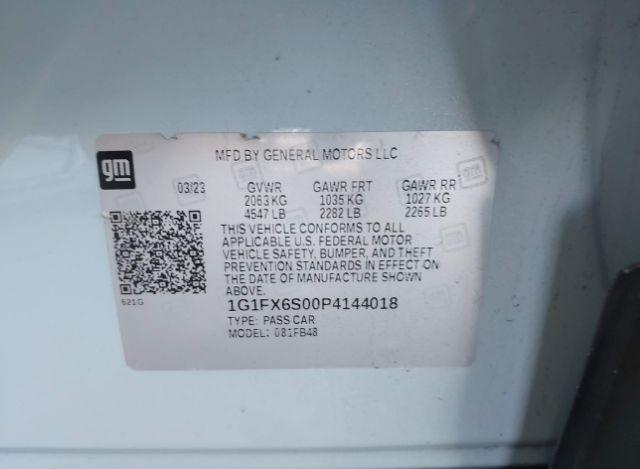 gm
MFD BY GENERAL MOTORS LLC
03/23 GVWR GAWR FRT GAWR RR
2063 KG 1035 KG 1027 KG
4547 LB 2282 LB 2265 LB
THIS VEHICLE CONFORMS TO ALL
APPLICABLE U.S. FEDERAL MOTOR
VEHICLE SAFETY, BUMPER, AND THEFT
PREVENTION STANDARDS IN EFFECT ON
THE DATE OF MANUFACTURE SHOWN
ABOVE.
621G
1G1FX6S00P4144018
TYPE: PASS CAR
MODEL: 081FB48